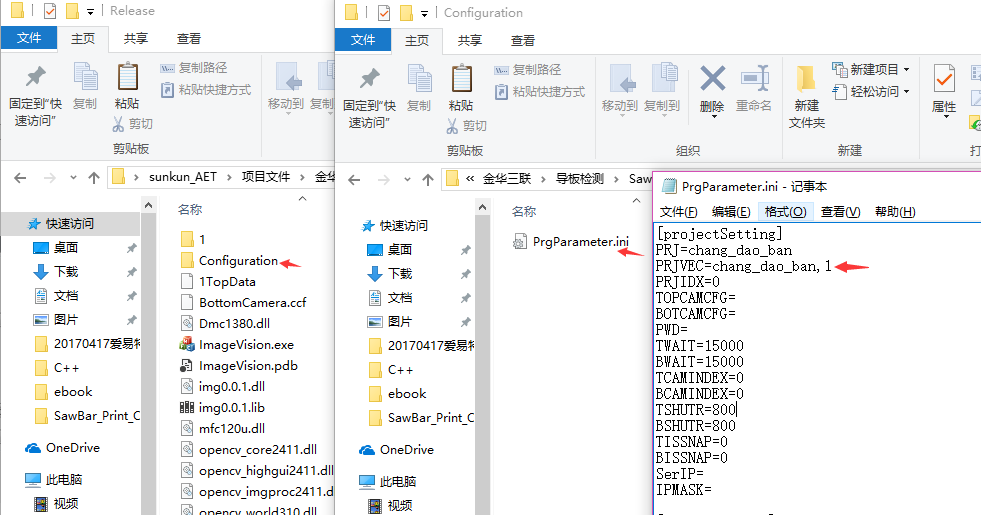 Release
文件
主页
共享
查看
固定到"快
速访问"
复制
粘贴
复制路径
粘贴快捷方式
剪切
移动到
复制
剪贴板
sunkun_AET
项目文件
金华
快速访问
桌面
下载
文档
图片
20170417爱易特
C++
ebook
SawBar_Print_C
OneDrive
此电脑
视频
名称
1
Configuration
1TopData
BottomCamera.ccf
Dmc1380.dll
ImageVision.exe
ImageVision.pdb
img0.0.1.dll
img0.0.1.lib
mfc120u.dll
opencv_core2411.dll
opencv_highgui2411.dll
opencv_imgproc2411.d
opencv_world310.dll
Configuration
文件
主页
共享
查看
固定到"快
速访问"
复制
粘贴
复制路径
粘贴快捷方式
剪切
剪贴板
移动到
复制到
删除
重命名
组织
新建
文件夹
新建项目
轻松访问
新建
属性
打
« 金华三联
导板检测
Saw
快速访问
桌面
下载
文档
图片
20170417爱易特
C++
ebook
SawBar_Print_C
OneDrive
此电脑
视频
名称
PrgParameter.ini
PrgParameter.ini - 记事本
文件(F) 编辑(E) 格式(O) 查看(V) 帮助(H)
[projectSetting]
PRJ=chang_dao_ban
PRJVEC=chang_dao_ban,1
PRJIDX=0
TOPCAMCFG=
BOTCAMCFG=
PWD=
TWAIT=15000
BWAIT=15000
TCAMINDEX=0
BCAMINDEX=0
TSHUTR=800
BSHUTR=800
TISSNAP=0
BISSNAP=0
SerIP=
IPMASK=